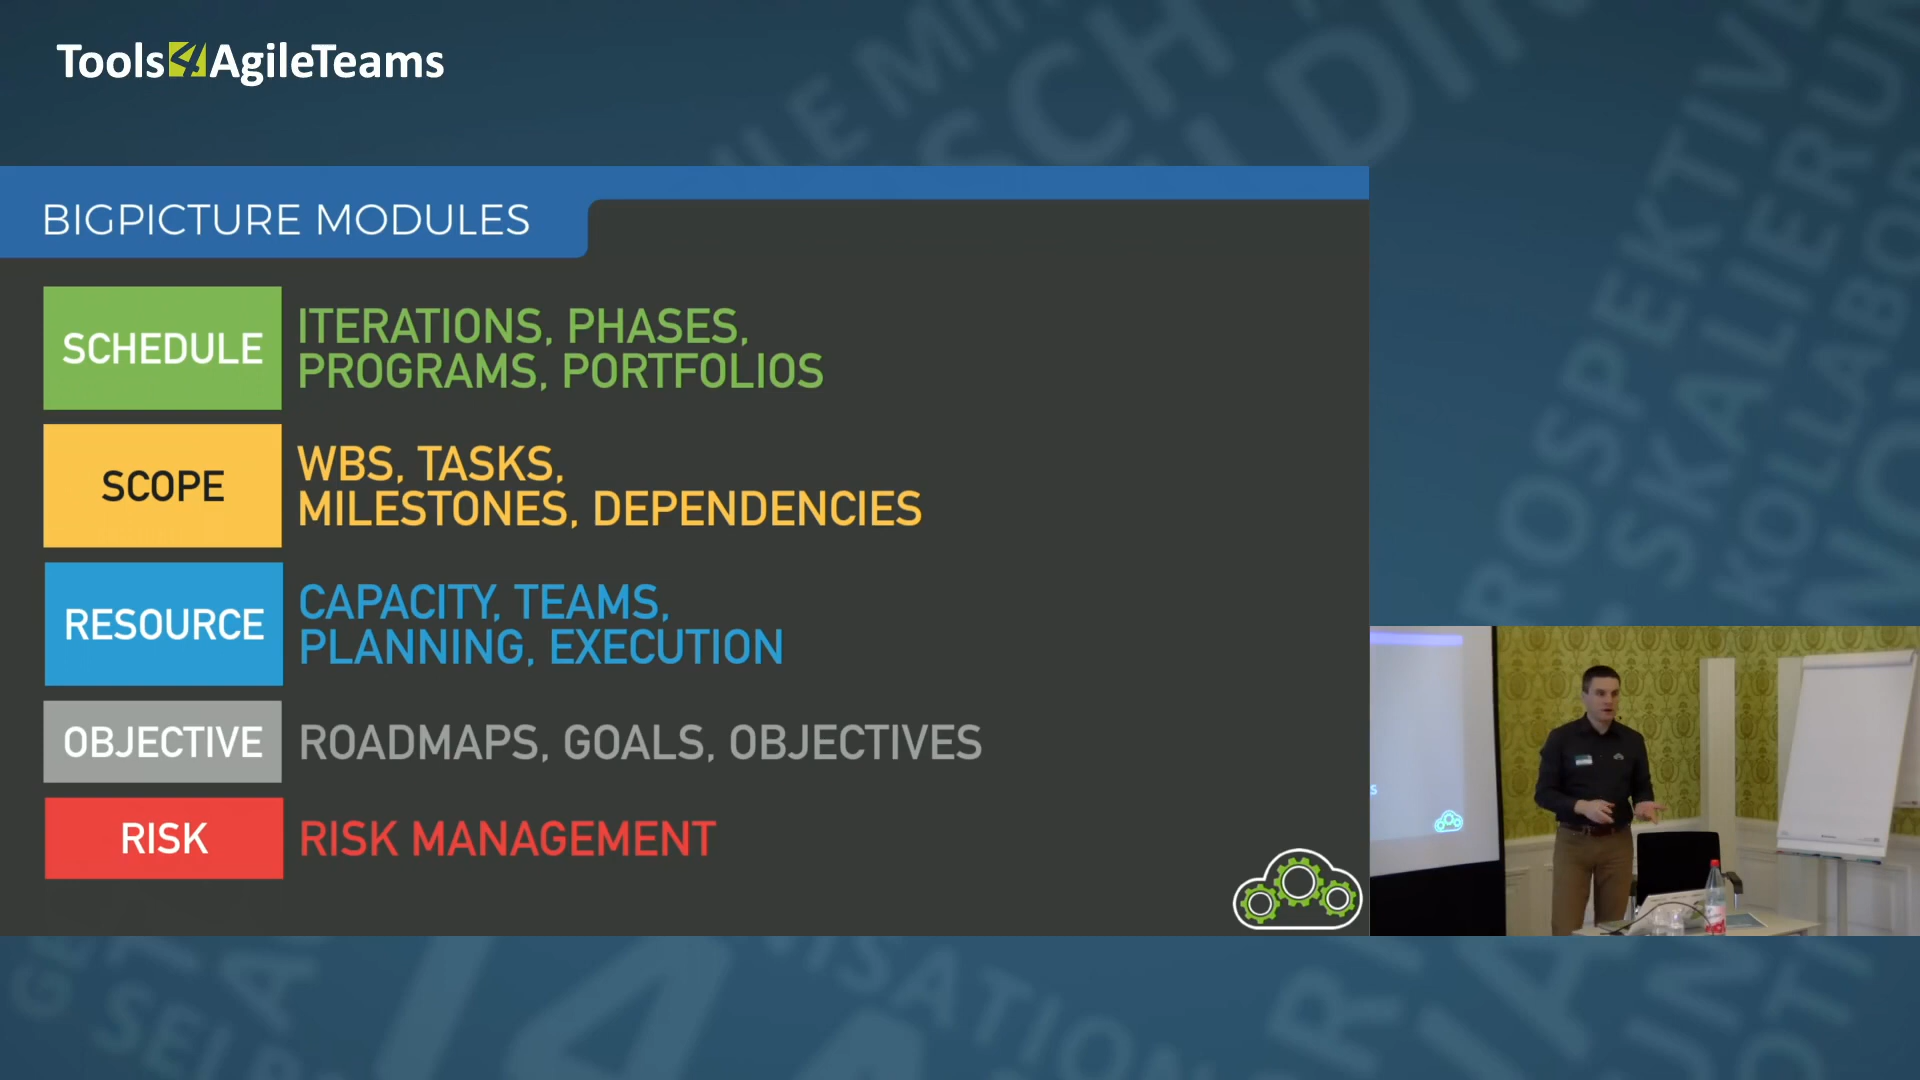 Tools4AgileTeams
BIGPICTURE MODULES
SCHEDULE
ITERATIONS, PHASES,
PROGRAMS, PORTFOLIOS
SCOPE
WBS, TASKS,
MILESTONES, DEPENDENCIES
RESOURCE
CAPACITY, TEAMS,
PLANNING, EXECUTION
OBJECTIVE
ROADMAPS, GOALS, OBJECTIVES
RISK
RISK MANAGEMENT